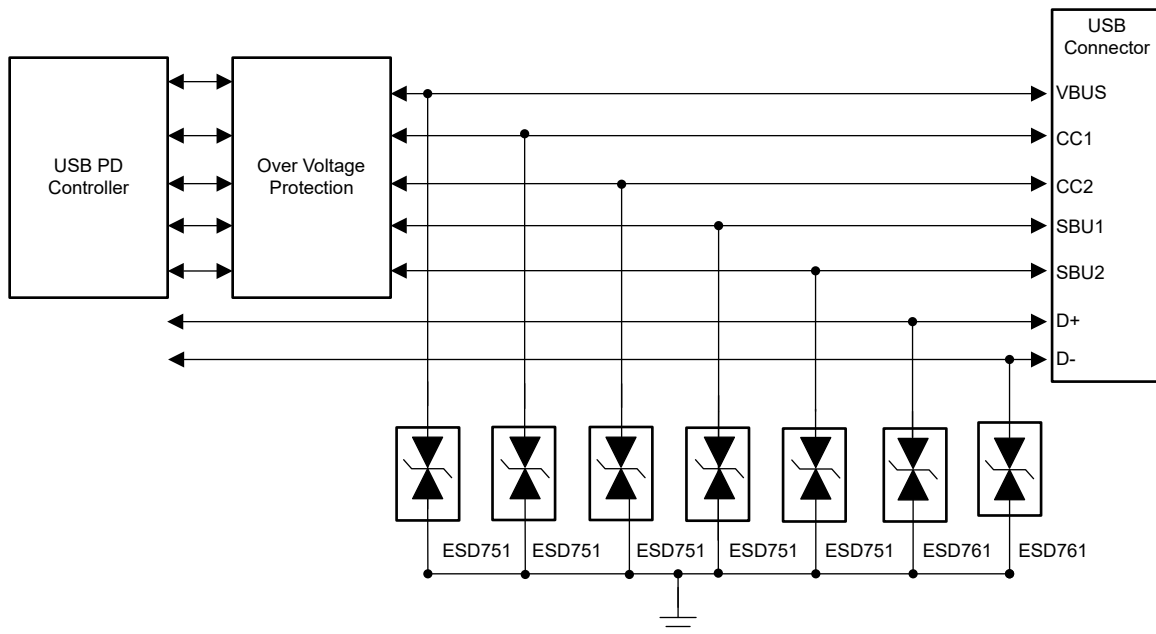 USB
Connector
VBUS
USB PD
Controller
Over Voltage
Protection
CC1
CC2
SBU1
SBU2
D+
D-
ESD751
ESD751
ESD751
ESD751
ESD751
ESD761
ESD761